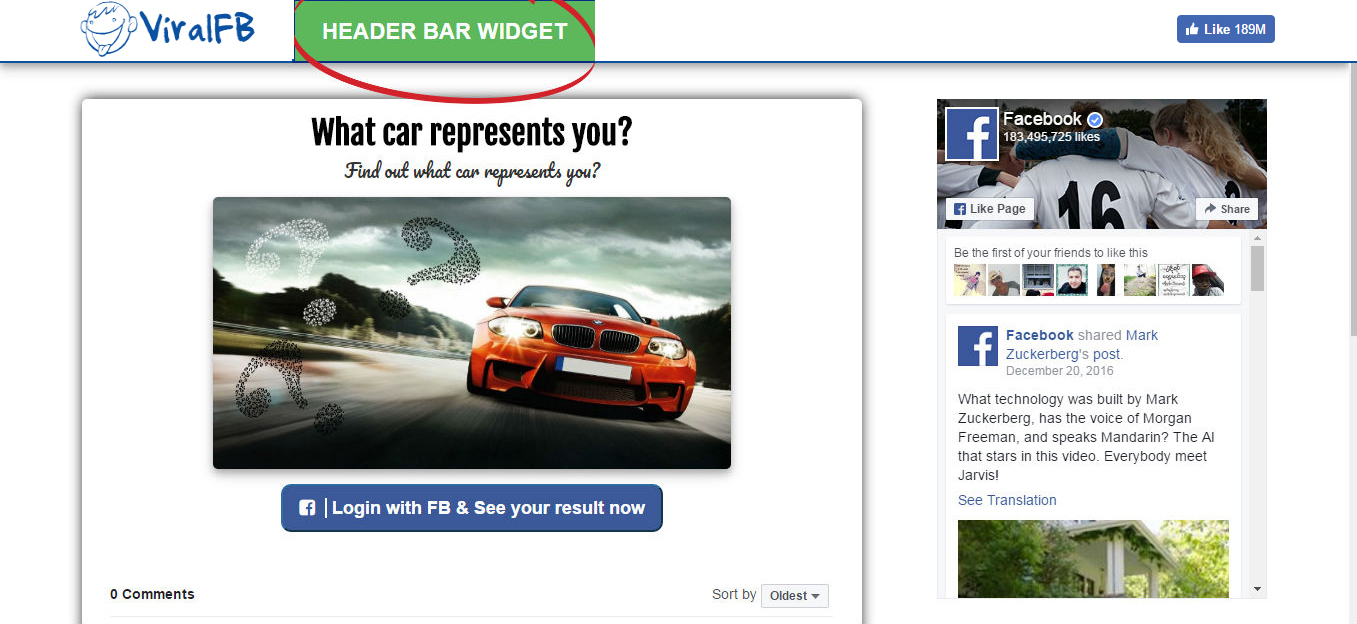 ViralFB
HEADER BAR WIDGET
Like 189M
What car represents you?
Find out what car represents you?
Login with FB & See your result now
0 Comments
Sort by Oldest
Facebook
183,495,725 likes
16
Like Page
Share
Be the first of your friends to like this
Facebook shared Mark
Zuckerberg's post.
December 20, 2016
What technology was built by Mark
Zuckerberg, has the voice of Morgan
Freeman, and speaks Mandarin? The AI
that stars in this video. Everybody meet
Jarvis!
See Translation